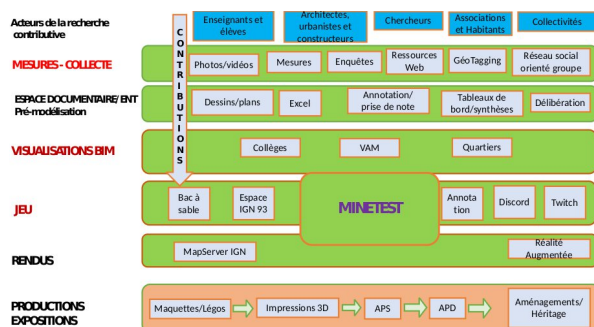 Acteurs de la recherche
contributive
Enseignants et
élèves
Architectes,
urbanistes et
constructeurs
Chercheurs
Associations
et Habitants
Collectivités
CONTRIBUTIONS
MESURES - COLLECTE
Photos/vidéos
Mesures
Enquêtes
Ressources
Web
GéoTagging
Réseau social
orienté groupe
ESPACE DOCUMENTAIRE/ ENT
Pré-modélisation
Dessins/plans
Excel
Annotation/
prise de note
Tableaux de
bord/synthèses
Délibération
VISUALISATIONS BIM
Collèges
VAM
Quartiers
JEU
Bac à
sable
Espace
IGN 93
MINETEST
Annota
tion
Discord
Twitch
RENDUS
MapServer IGN
Réalité
Augmentée
PRODUCTIONS
EXPOSITIONS
Maquettes/Légos
Impressions 3D
APS
APD
Aménagements/
Héritage